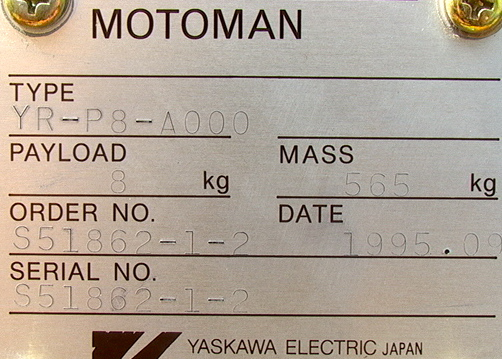 MOTOMAN
TYPE
YR-P8-A000
PAYLOAD MASS
8 kg 565 kg
ORDER NO. DATE
S51862-1-2 1995.09
SERIAL NO.
S51862-1-2
YASKAWA ELECTRIC JAPAN